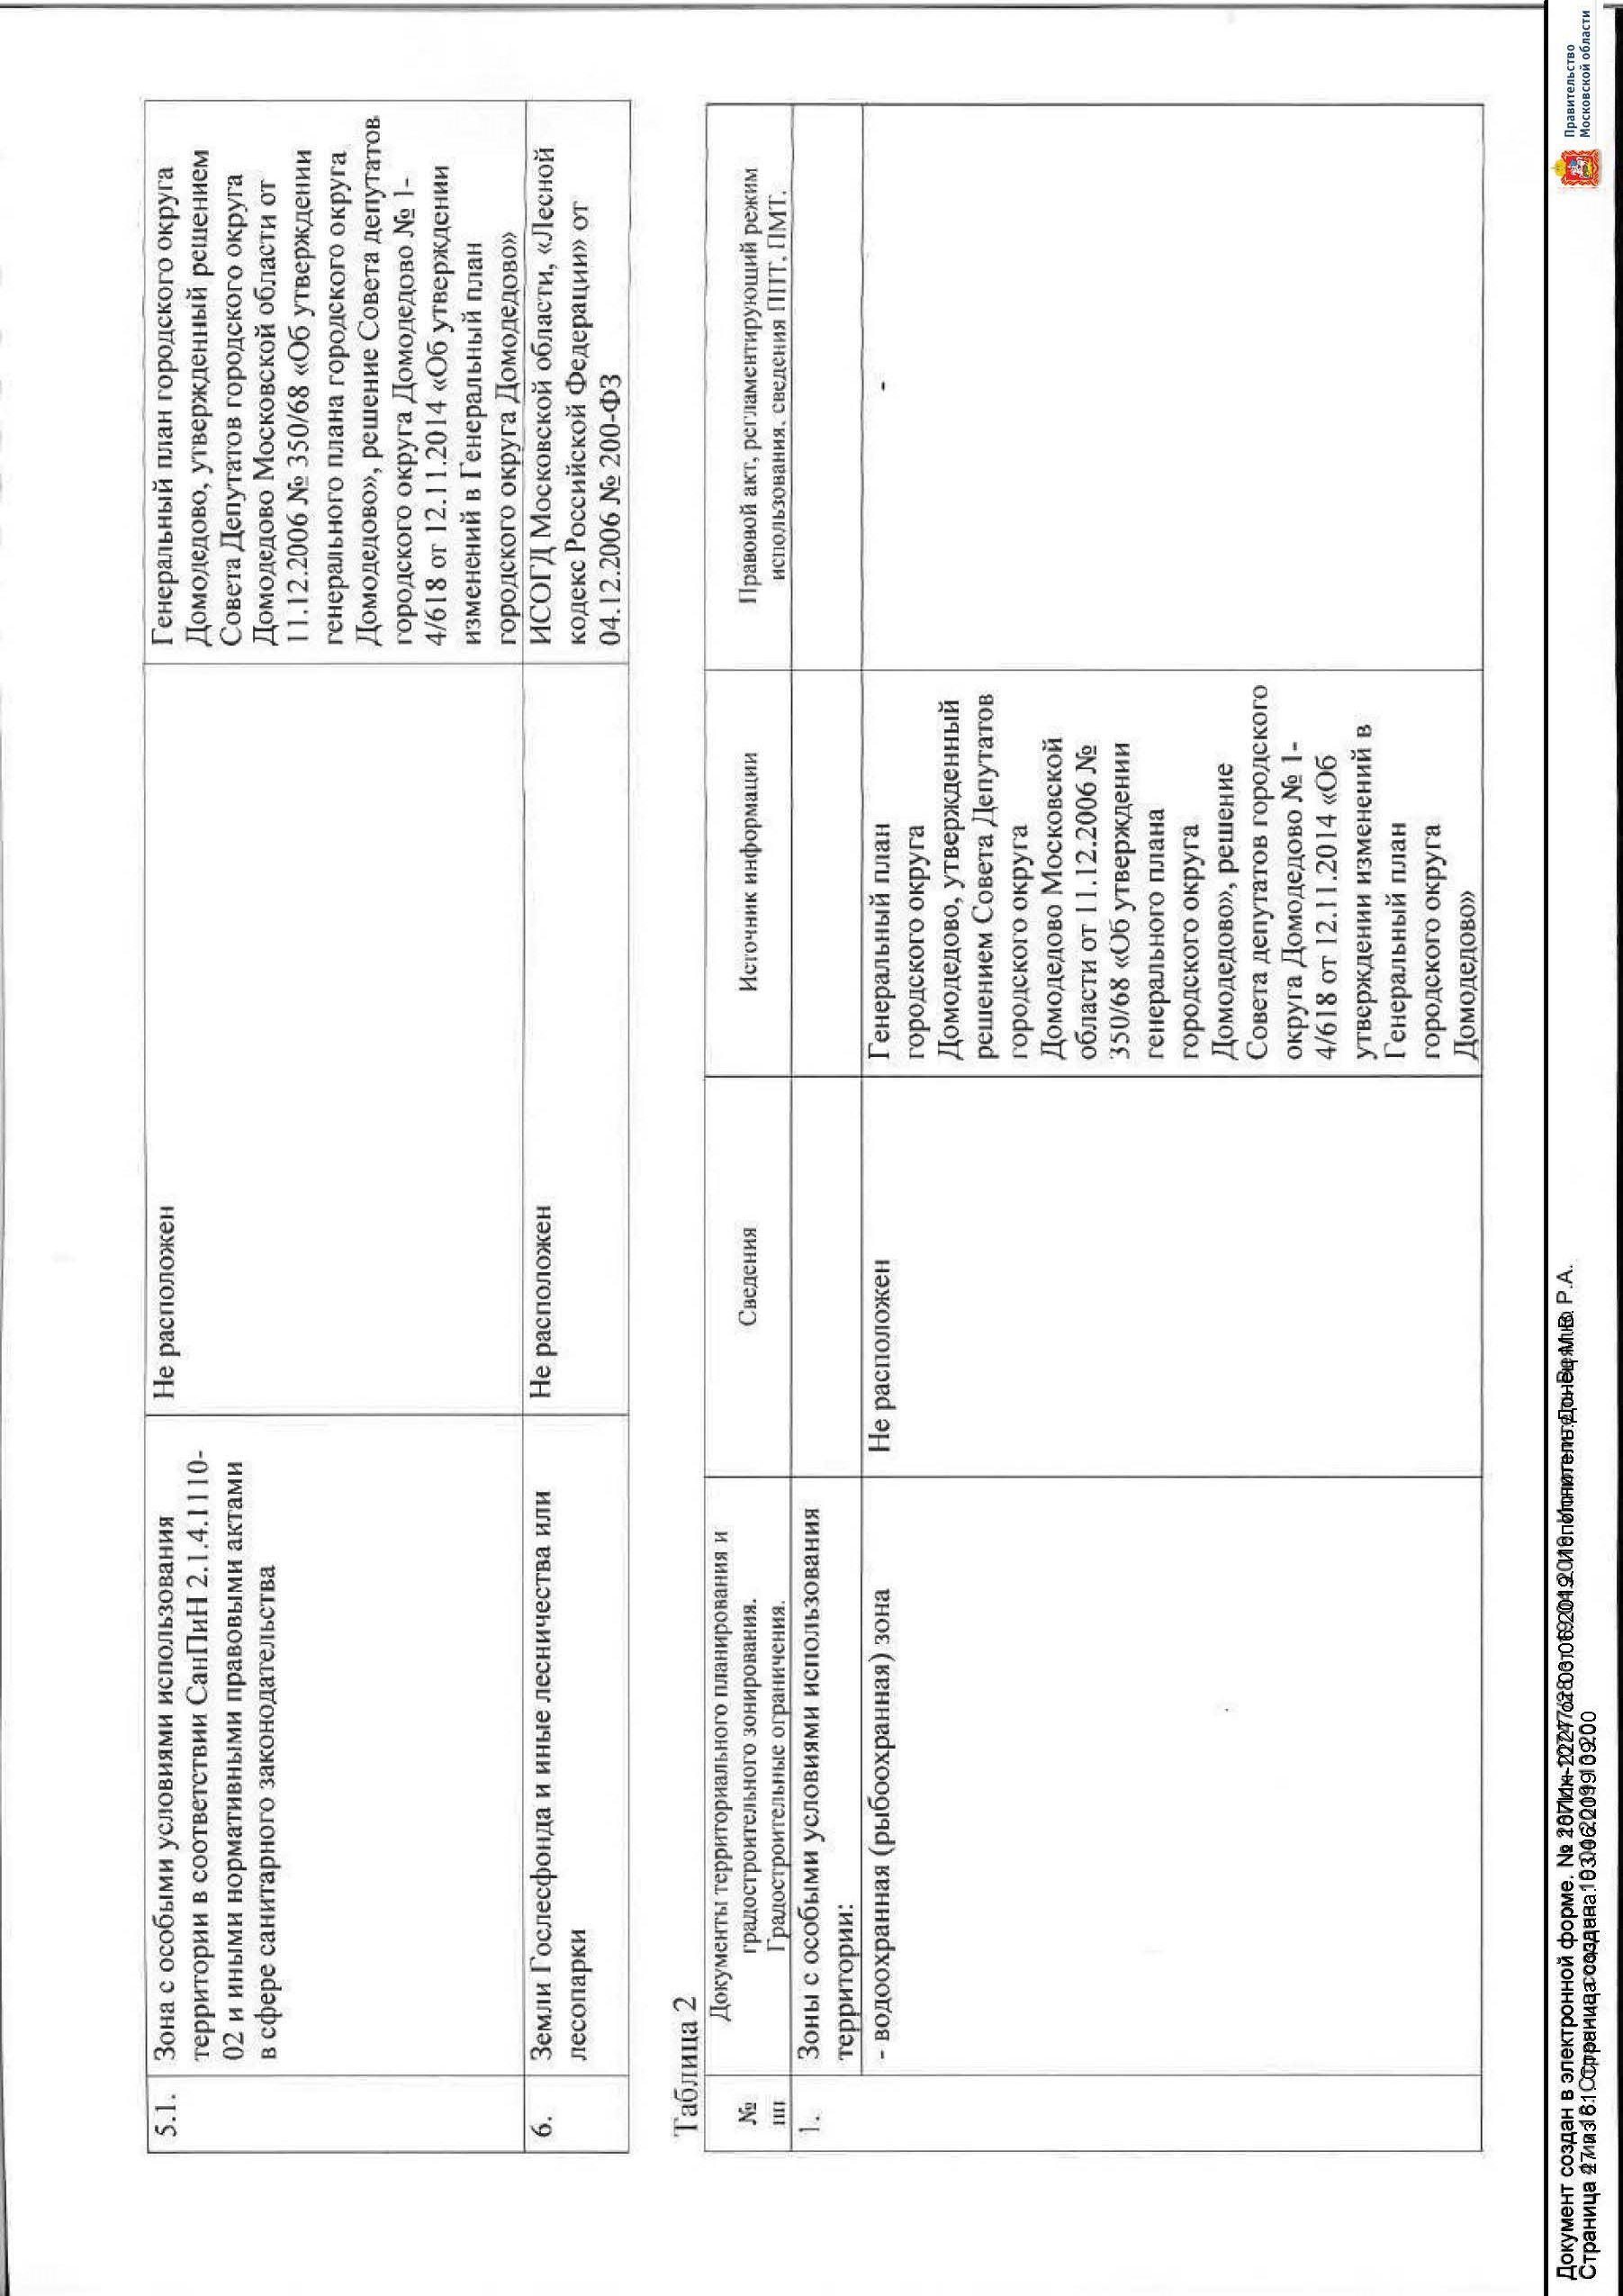 5.1.
Зона с особыми условиями использования
территории в соответствии СанПиН 2.1.4.1110-
02 и иными нормативными правовыми актами
в сфере санитарного законодательства
Не расположен
Генеральный план городского округа
Домодедово, утвержденный решением
Совета Депутатов городского округа
Домодедово Московской области от
11.12.2006 № 350/68 «Об утверждении
генерального плана городского округа
Домодедово», решение Совета депутатов
городского округа Домодедово № 1-
4/618 от 12.11.2014 «Об утверждении
изменений в Генеральный план
городского округа Домодедово»
6.
Земли Гослесфонда и иные лесничества или
лесопарки
Не расположен
ИСОГД Московской области, «Лесной
кодекс Российской Федерации» от
04.12.2006 № 200-ФЗ
Таблица 2
№
пп
Документы территориального планирования и
градостроительного зонирования.
Градостроительные ограничения.
Сведения
Источник информации
Правовой акт, регламентирующий режим
использования, сведения ППТ, ПМТ.
1.
Зоны с особыми условиями использования
территории:
- водоохранная (рыбоохранная) зона
Не расположен
Генеральный план
городского округа
Домодедово, утвержденный
решением Совета Депутатов
городского округа
Домодедово Московской
области от 11.12.2006 №
350/68 «Об утверждении
генерального плана
городского округа
Домодедово», решение
Совета депутатов городского
округа Домодедово № 1-
4/618 от 12.11.2014 «Об
утверждении изменений в
Генеральный план
городского округа
Домодедово»
-
Документ создан в электронной форме. №
Страница
Р.А.
Правительство
Московской области